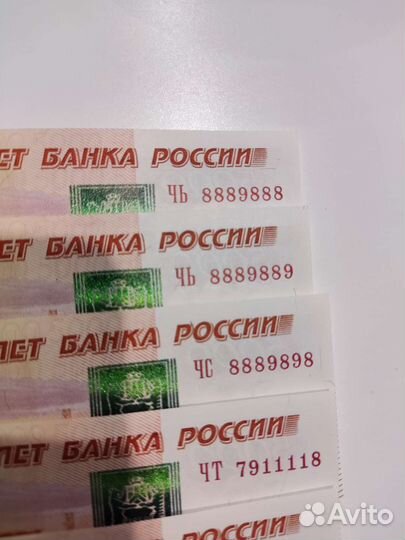 ЛЕТ БАНКА РОССИИ
ЧЬ 8889888
ЛЕТ БАНКА РОССИИ
ЧЬ 8889889
ЛЕТ БАНКА РОССИИ
ЧС 8889898
ЛЕТ БАНКА РОССИИ
ЧТ 7911118
БАНКА РОССИИ
Avito